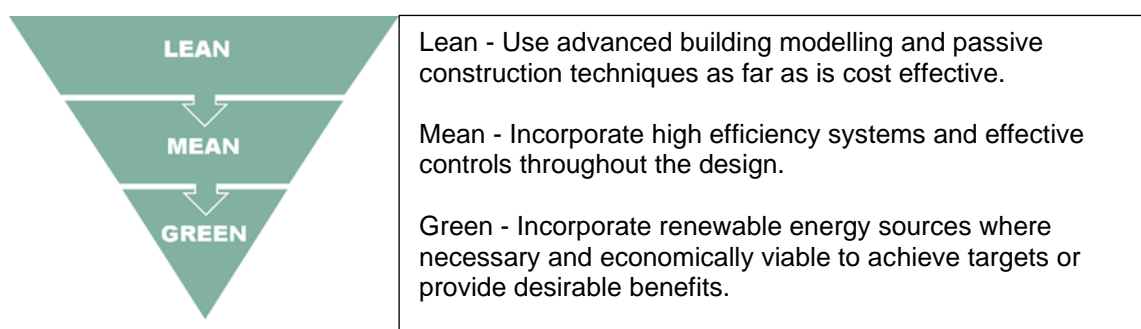 LEAN
MEAN
GREEN
Lean - Use advanced building modelling and passive
construction techniques as far as is cost effective.
Mean - Incorporate high efficiency systems and effective
controls throughout the design.
Green - Incorporate renewable energy sources where
necessary and economically viable to achieve targets or
provide desirable benefits.